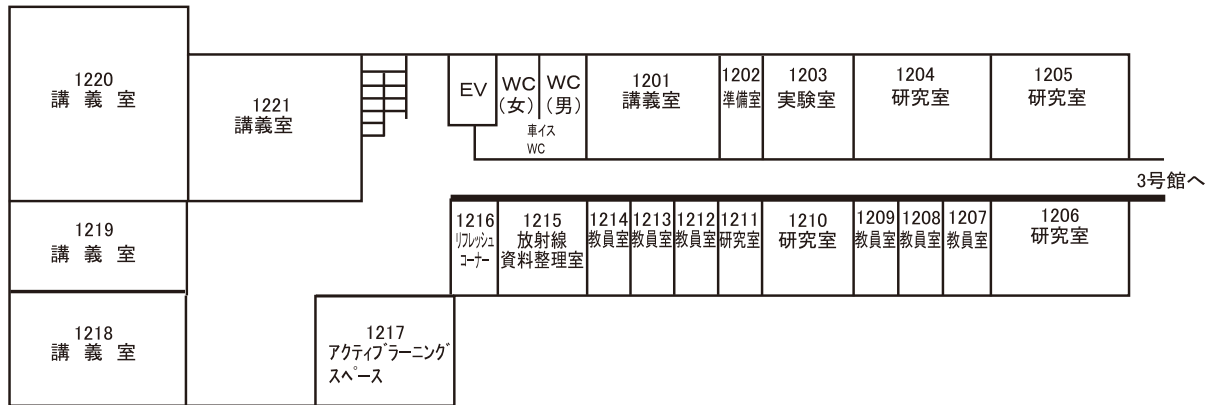 1220
講義室
1221
講義室
EV
WC
(女)
WC
(男)
車イス
WC
1201
講義室
1202
準備室
1203
実験室
1204
研究室
1205
研究室
3号館へ
1219
講義室
1216
リフレッシュ
コーナー
1215
放射線
資料整理室
1214
教員室
1213
教員室
1212
教員室
1211
研究室
1210
研究室
1209
教員室
1208
教員室
1207
教員室
1206
研究室
1218
講義室
1217
アクティブラーニング
スペース